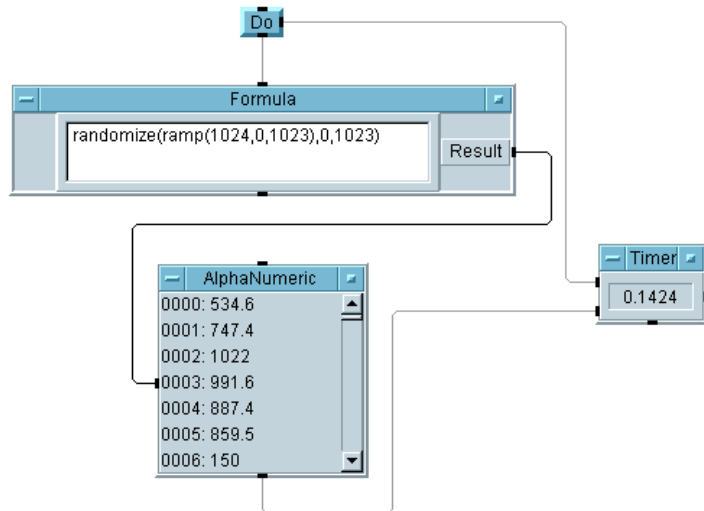 Do
Formula
randomize(ramp(1024,0,1023),0,1023)
Result
Timer
0.1424
AlphaNumeric
0000: 534.6
0001: 747.4
0002: 1022
0003: 991.6
0004: 887.4
0005: 859.5
0006: 150